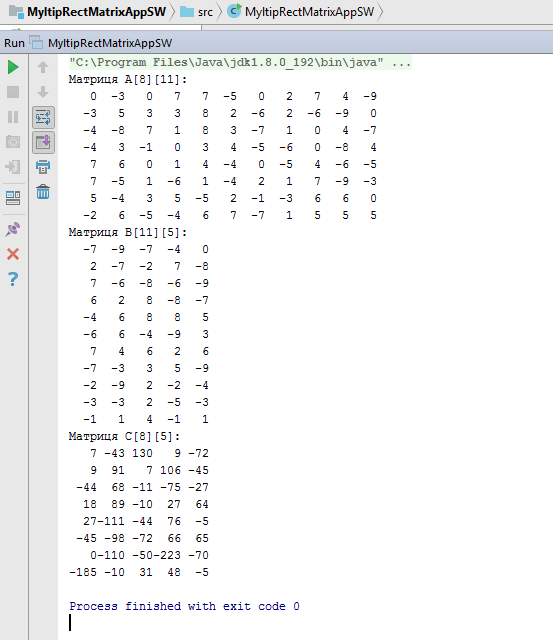 MyltipRectMatrixAppSW src MyltipRectMatrixAppSW
Run MyltipRectMatrixAppSW
"C:\Program Files\Java\jdk1.8.0_192\bin\java" ...
Матриця A[8][11]:
0 -3 0 7 7 -5 0 2 7 4 -9
-3 5 3 3 8 2 -6 2 -6 -9 0
-4 -8 7 1 8 3 -7 1 0 4 -7
-4 3 -1 0 3 4 -5 -6 0 -8 4
7 6 0 1 4 -4 0 -5 4 -6 -5
7 -5 1 -6 1 -4 2 1 7 -9 -3
5 -4 3 5 -5 2 -1 -3 6 6 0
-2 6 -5 -4 6 7 -7 1 5 5 5
Матриця B[11][5]:
-7 -9 -7 -4 0
2 -7 -2 7 -8
7 -6 -8 -6 -9
6 2 8 -8 -7
-4 6 8 8 5
-6 6 -4 -9 3
7 4 6 2 6
-7 -3 3 5 -9
-2 -9 2 -2 -4
-3 -3 2 -5 -3
-1 1 4 -1 1
Матриця C[8][5]:
7 -43 130 9 -72
9 91 7 106 -45
-44 68 -11 -75 -27
18 89 -10 27 64
27-111 -44 76 -5
-45 -98 -72 66 65
0-110 -50-223 -70
-185 -10 31 48 -5
Process finished with exit code 0